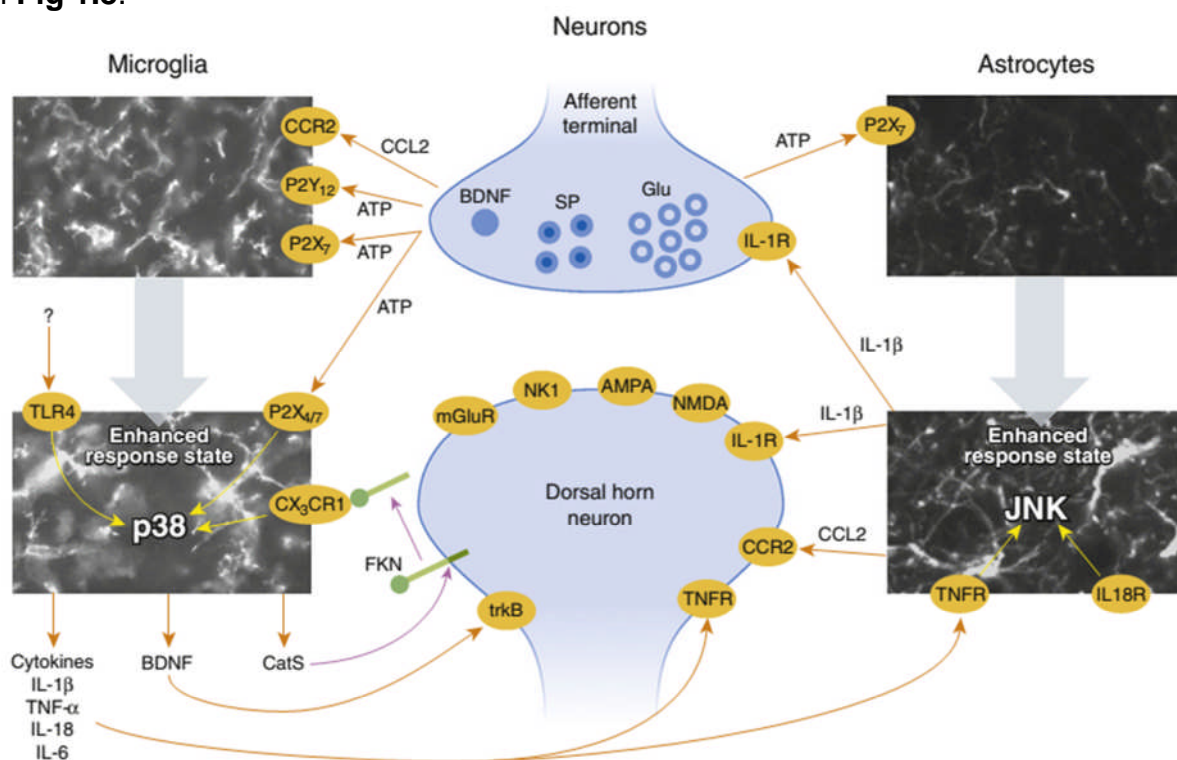 Fig 1.3.
Neurons
Microglia
Astrocytes
Afferent
terminal
CCR2
CCL2
P2Y12
ATP
P2X7
ATP
ATP
BDNF
SP
Glu
IL-1R
ATP
P2X7
?
TLR4
P2X4/7
Enhanced
response state
CX3CR1
p38
FKN
mGluR
NK1
AMPA
NMDA
IL-1R
Dorsal horn
neuron
CCR2
TNFR
trkB
IL-1β
IL-1β
CCL2
Enhanced
response state
JNK
TNFR
IL18R
Cytokines
IL-1β
TNF-α
IL-18
IL-6
BDNF
CatS